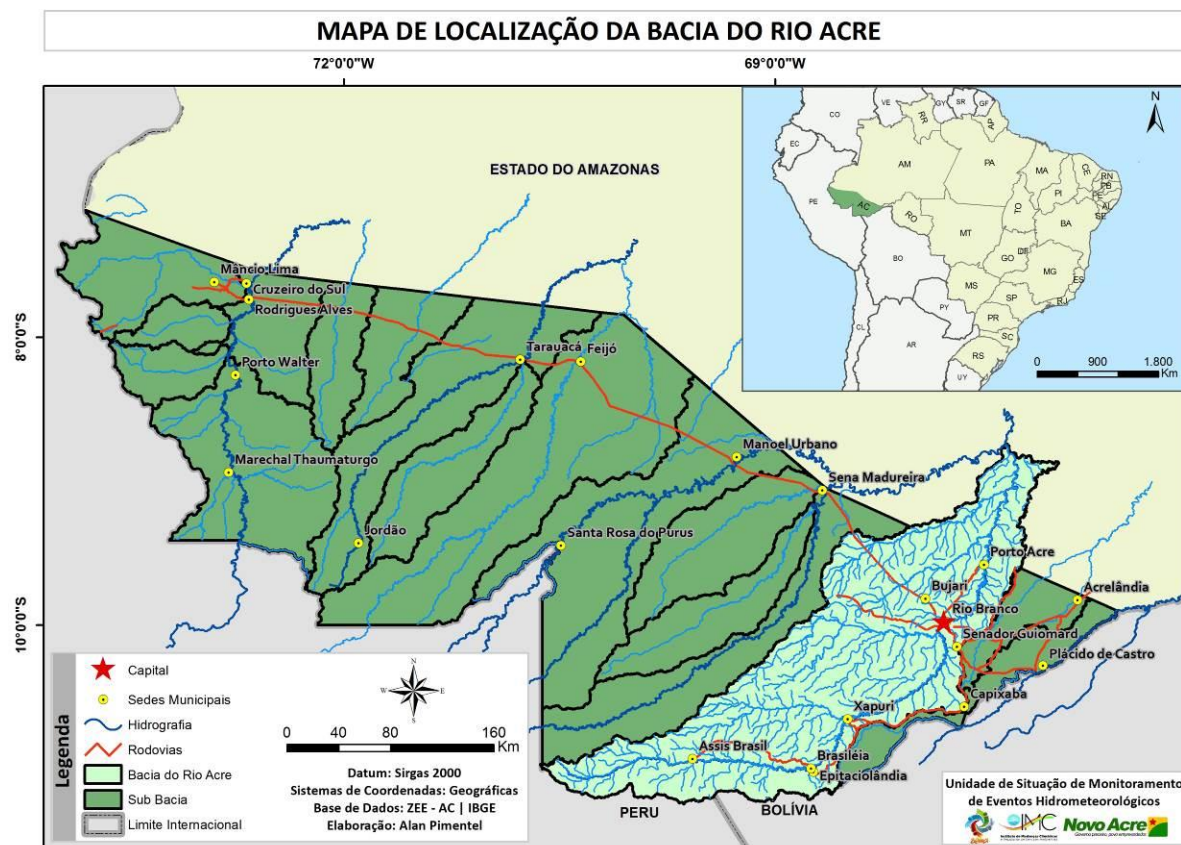 MAPA DE LOCALIZAÇÃO DA BACIA DO RIO ACRE
72°0'0"W
69°0'0"W
8°0'0"S
10°0'0"S
ESTADO DO AMAZONAS
Mâncio Lima
Cruzeiro do Sul
Rodrigues Alves
Porto Walter
Marechal Thaumaturgo
Jordão
Tarauacá
Feijó
Manoel Urbano
Sena Madureira
Santa Rosa do Purus
Porto Acre
Bujari
Acrelândia
Rio Branco
Senador Guiomard
Plácido de Castro
Capixaba
Xapuri
Assis Brasil
Brasiléia
Epitaciolândia
PERU
BOLÍVIA
N
CO
VE
GY
SR
GF
RR
AP
EC
AM
PA
MA
CE
RN
PB
PE
AL
SE
PI
PE
AC
RO
TO
BA
MT
DF
GO
BO
MG
ES
MS
SP
RJ
PY
PR
SC
CL
AR
RS
UY
0 900 1.800
Km
Legenda
Capital
Sedes Municipais
Hidrografia
Rodovias
Bacia do Rio Acre
Sub Bacia
Limite Internacional
N
W E
S
0 40 80 160
Km
Datum: Sirgas 2000
Sistemas de Coordenadas: Geográficas
Base de Dados: ZEE - AC | IBGE
Elaboração: Alan Pimentel
Unidade de Situação de Monitoramento
de Eventos Hidrometeorológicos
IMC
Novo Acre